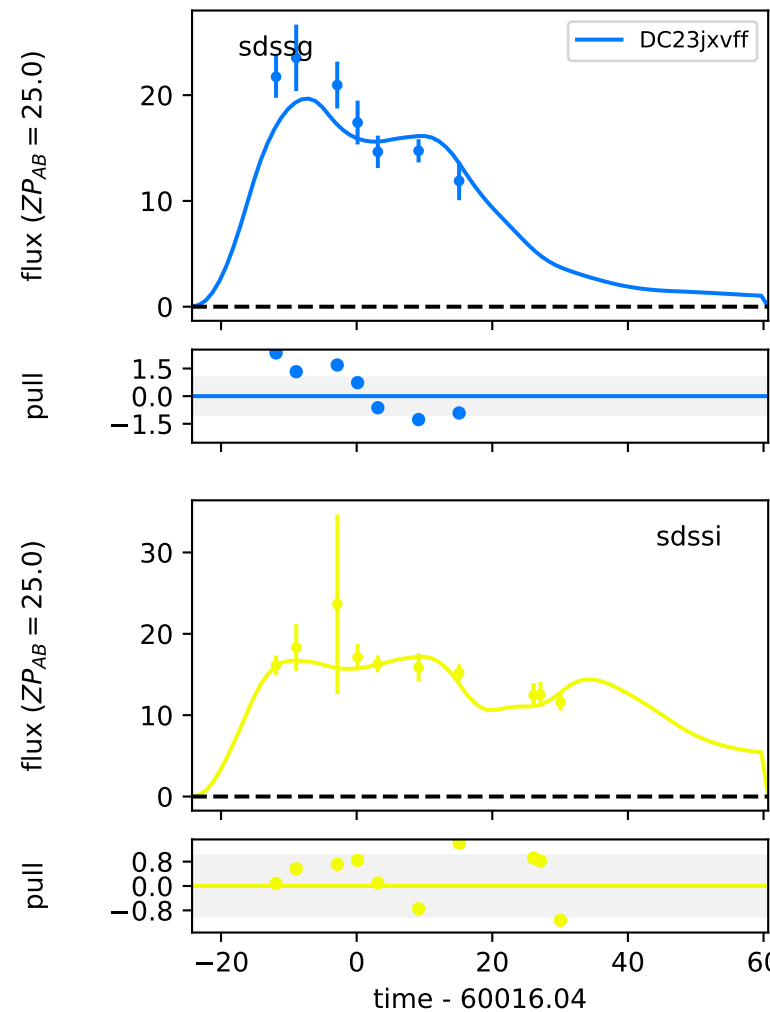 sdssg
DC23jxvff
flux (ZP_AB = 25.0)
20
10
0
pull
1.5
0.0
−1.5
sdssi
flux (ZP_AB = 25.0)
30
20
10
0
pull
0.8
0.0
−0.8
−20 0 20 40 60
time - 60016.04